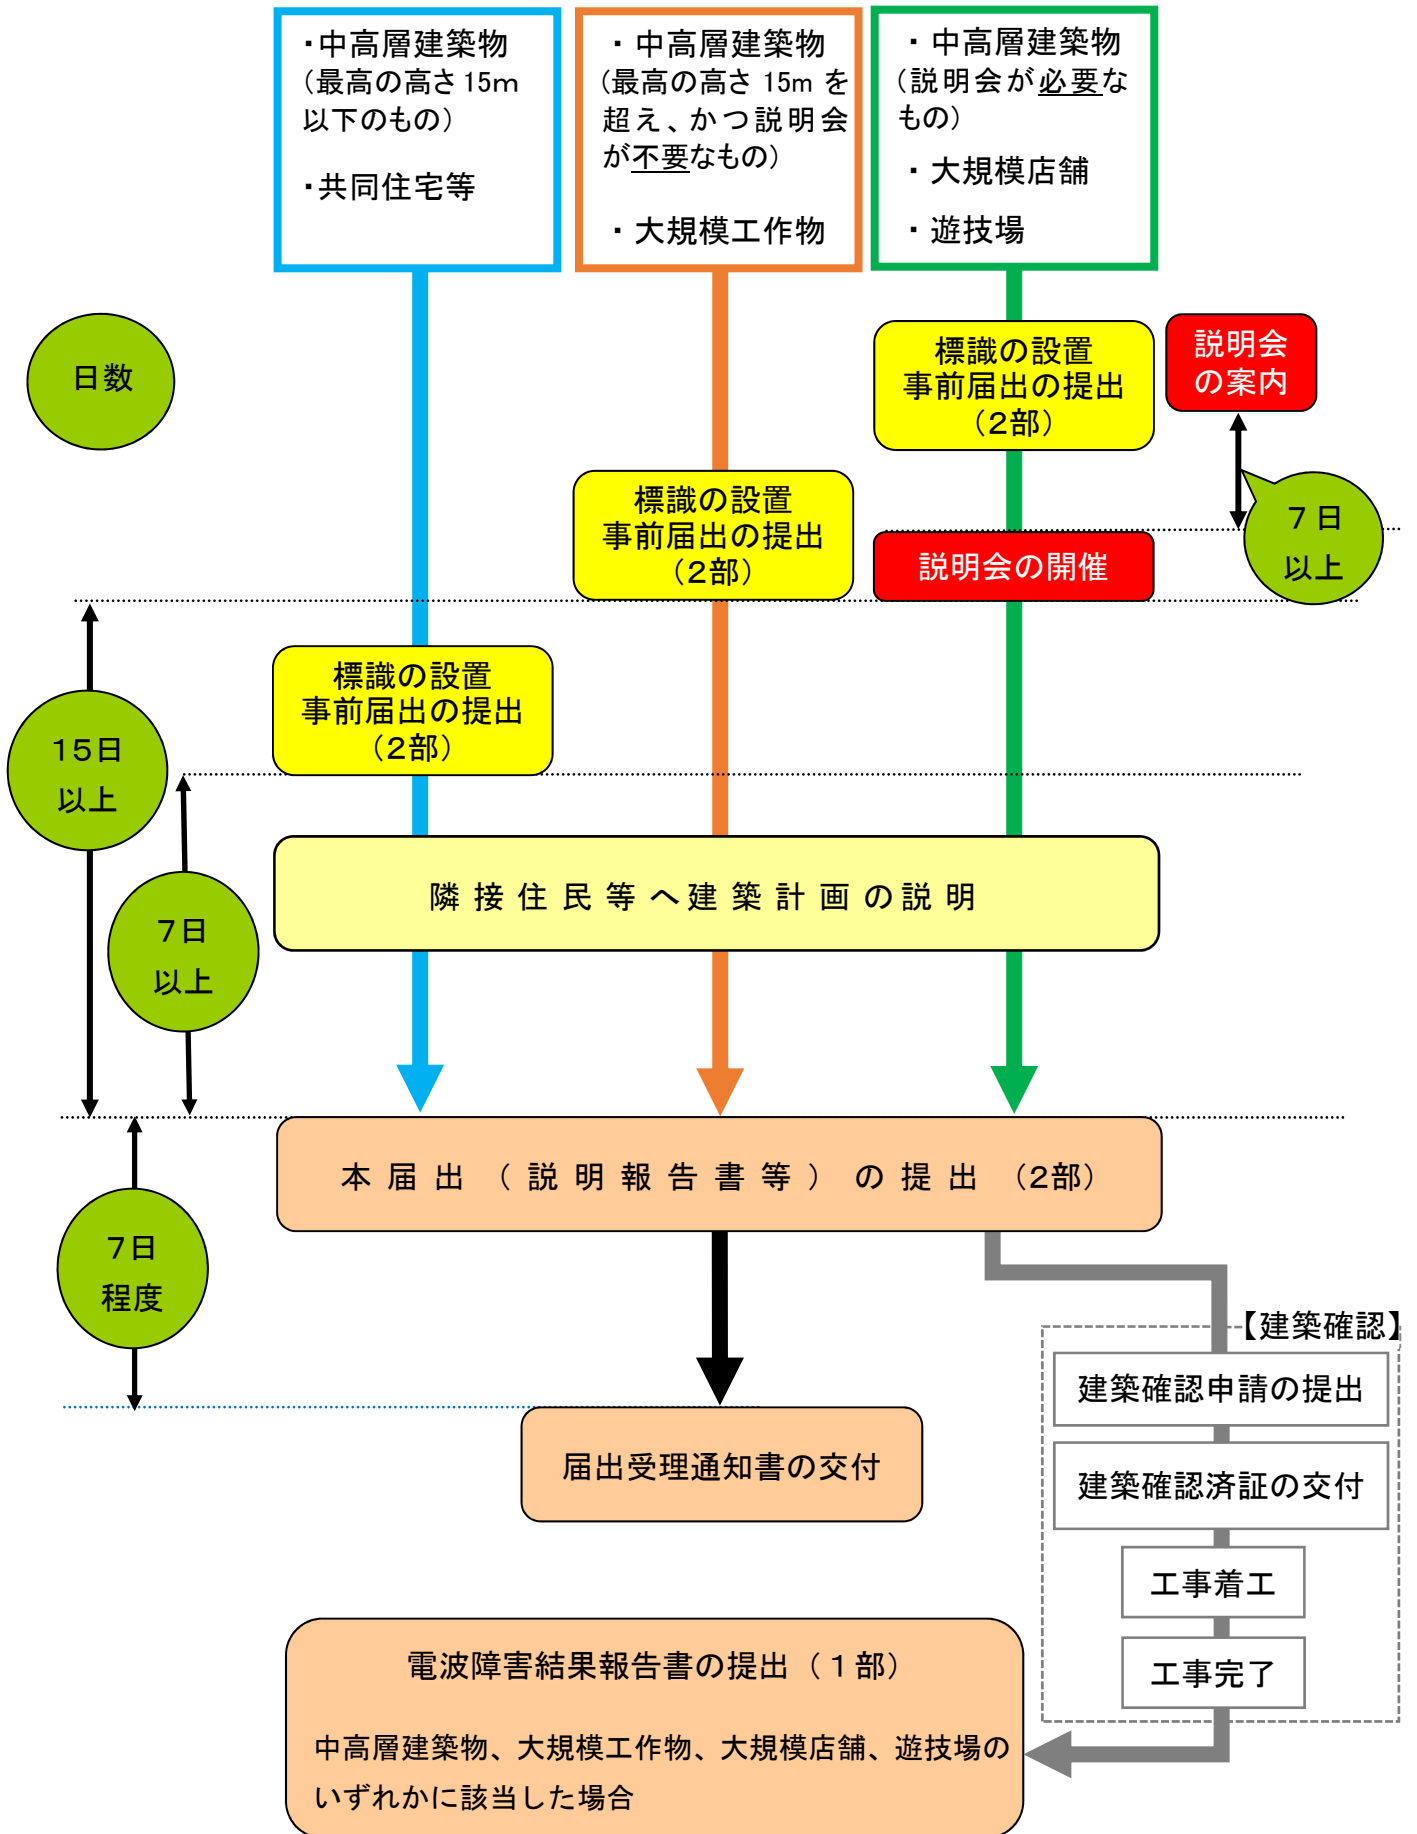 ・中高層建築物
（最高の高さ15ｍ
以下のもの）
・共同住宅等
・中高層建築物
（最高の高さ 15m を
超え、かつ説明会
が不要なもの）
・大規模工作物
・中高層建築物
（説明会が必要な
もの）
・大規模店舗
・遊技場
日数
標識の設置
事前届出の提出
（２部）
説明会
の案内
標識の設置
事前届出の提出
（２部）
７日
以上
説明会の開催
標識の設置
事前届出の提出
（２部）
１５日
以上
隣接住民等へ建築計画の説明
７日
以上
本届出（説明報告書等）の提出（２部）
７日
程度
【建築確認】
建築確認申請の提出
届出受理通知書の交付
建築確認済証の交付
工事着工
工事完了
電波障害結果報告書の提出（１部）
中高層建築物、大規模工作物、大規模店舗、遊技場の
いずれかに該当した場合